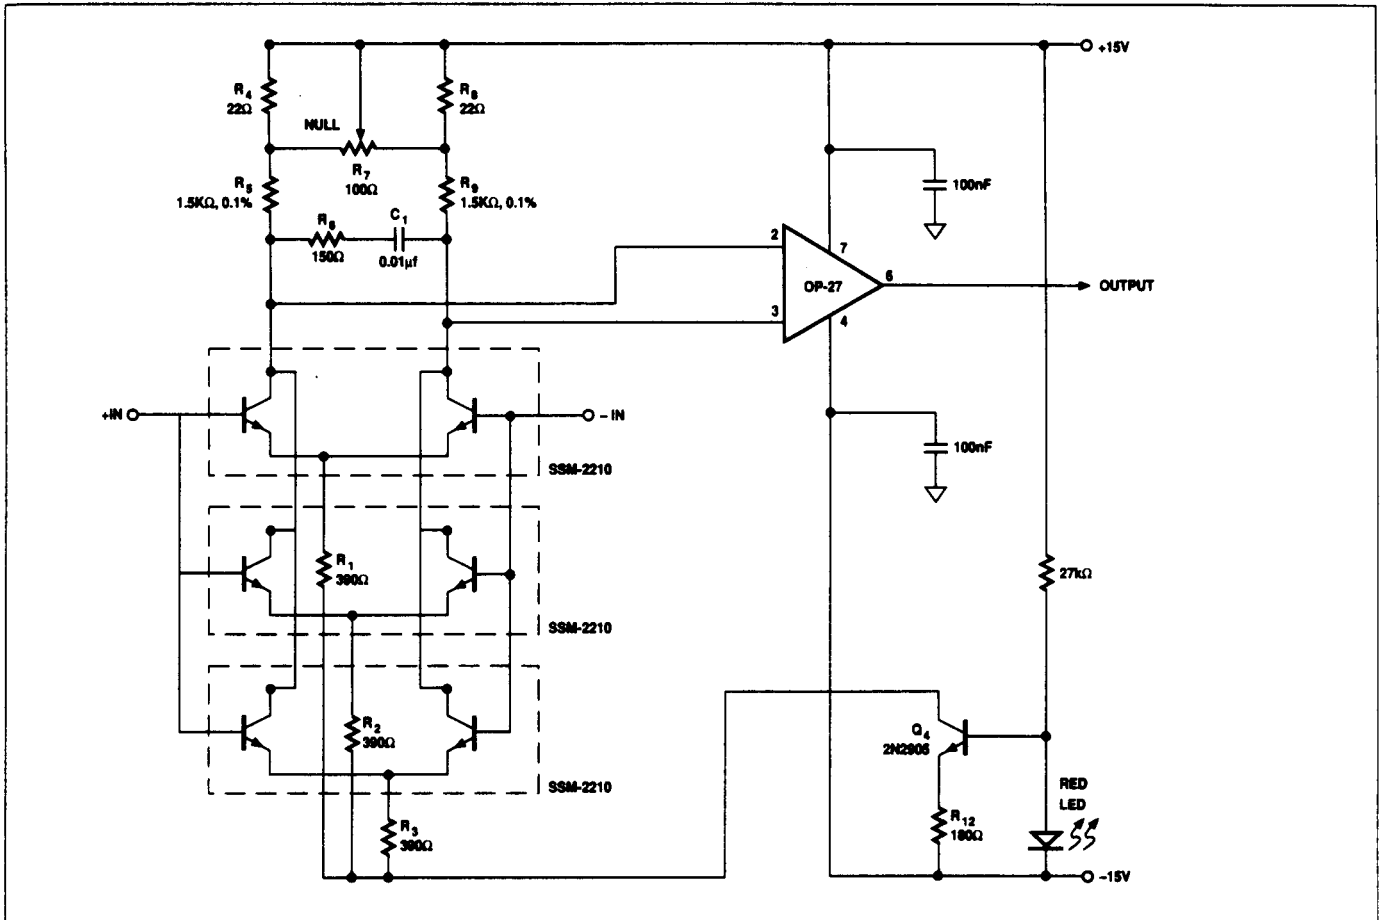 +15V
R4
22Ω
R8
22Ω
NULL
R7
100Ω
R5
1.5KΩ, 0.1%
R9
1.5KΩ, 0.1%
R6
150Ω
C1
0.01μf
100nF
2
7
OP-27
6
OUTPUT
3
4
+IN
– IN
SSM-2210
100nF
R1
390Ω
27kΩ
SSM-2210
R2
390Ω
Q4
2N2905
RED
LED
SSM-2210
R3
390Ω
R12
180Ω
–15V